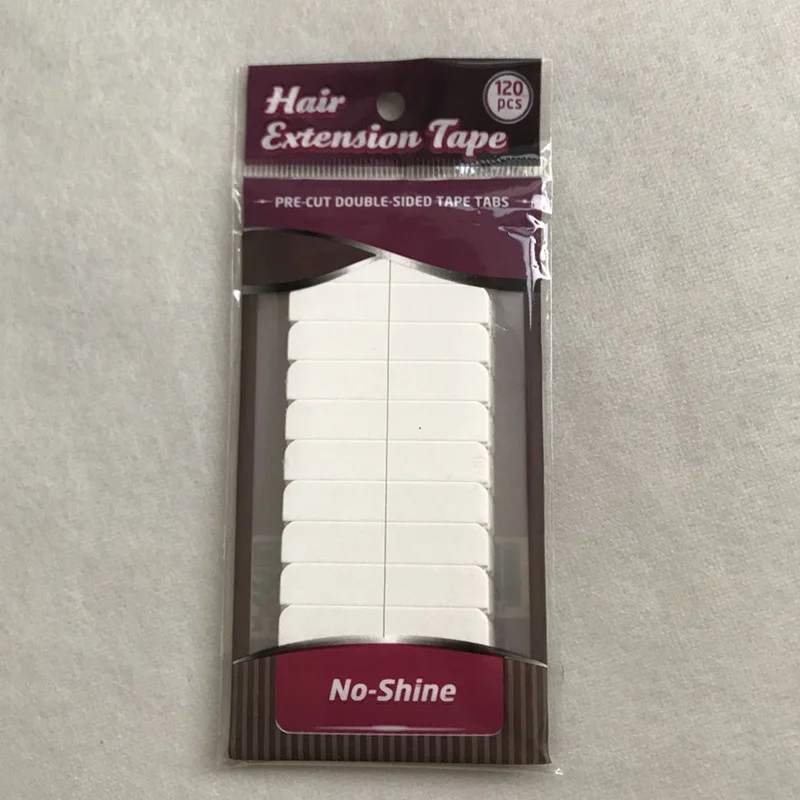 Hair
Extension Tape
120
pcs
PRE-CUT DOUBLE-SIDED TAPE TABS
No-Shine